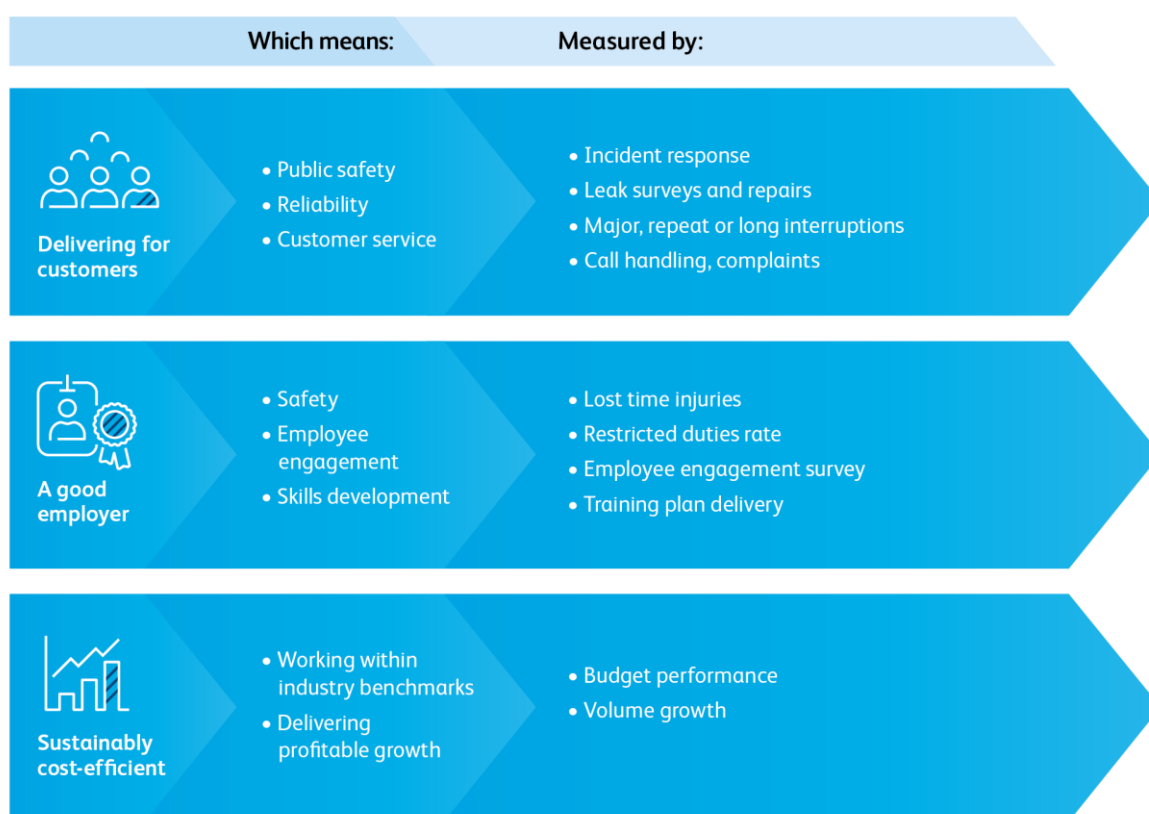 Which means:
Measured by:
Delivering for
customers
• Public safety
• Reliability
• Customer service
• Incident response
• Leak surveys and repairs
• Major, repeat or long interruptions
• Call handling, complaints
A good
employer
• Safety
• Employee
engagement
• Skills development
• Lost time injuries
• Restricted duties rate
• Employee engagement survey
• Training plan delivery
Sustainably
cost-efficient
• Working within
industry benchmarks
• Delivering
profitable growth
• Budget performance
• Volume growth